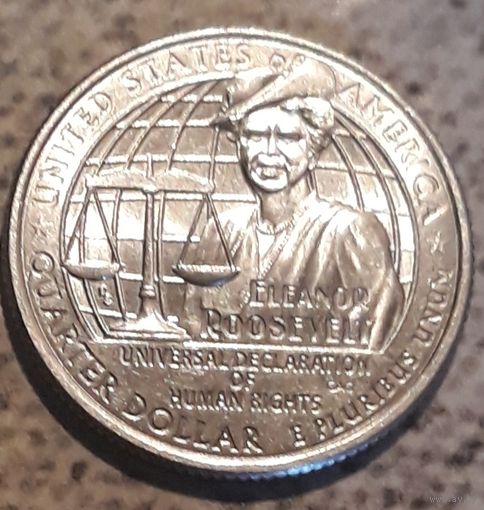 UNITED STATES OF AMERICA
ELEANOR
ROOSEVELT
UNIVERSAL DECLARATION
OF
HUMAN RIGHTS
QUARTER DOLLAR
E PLURIBUS UNUM